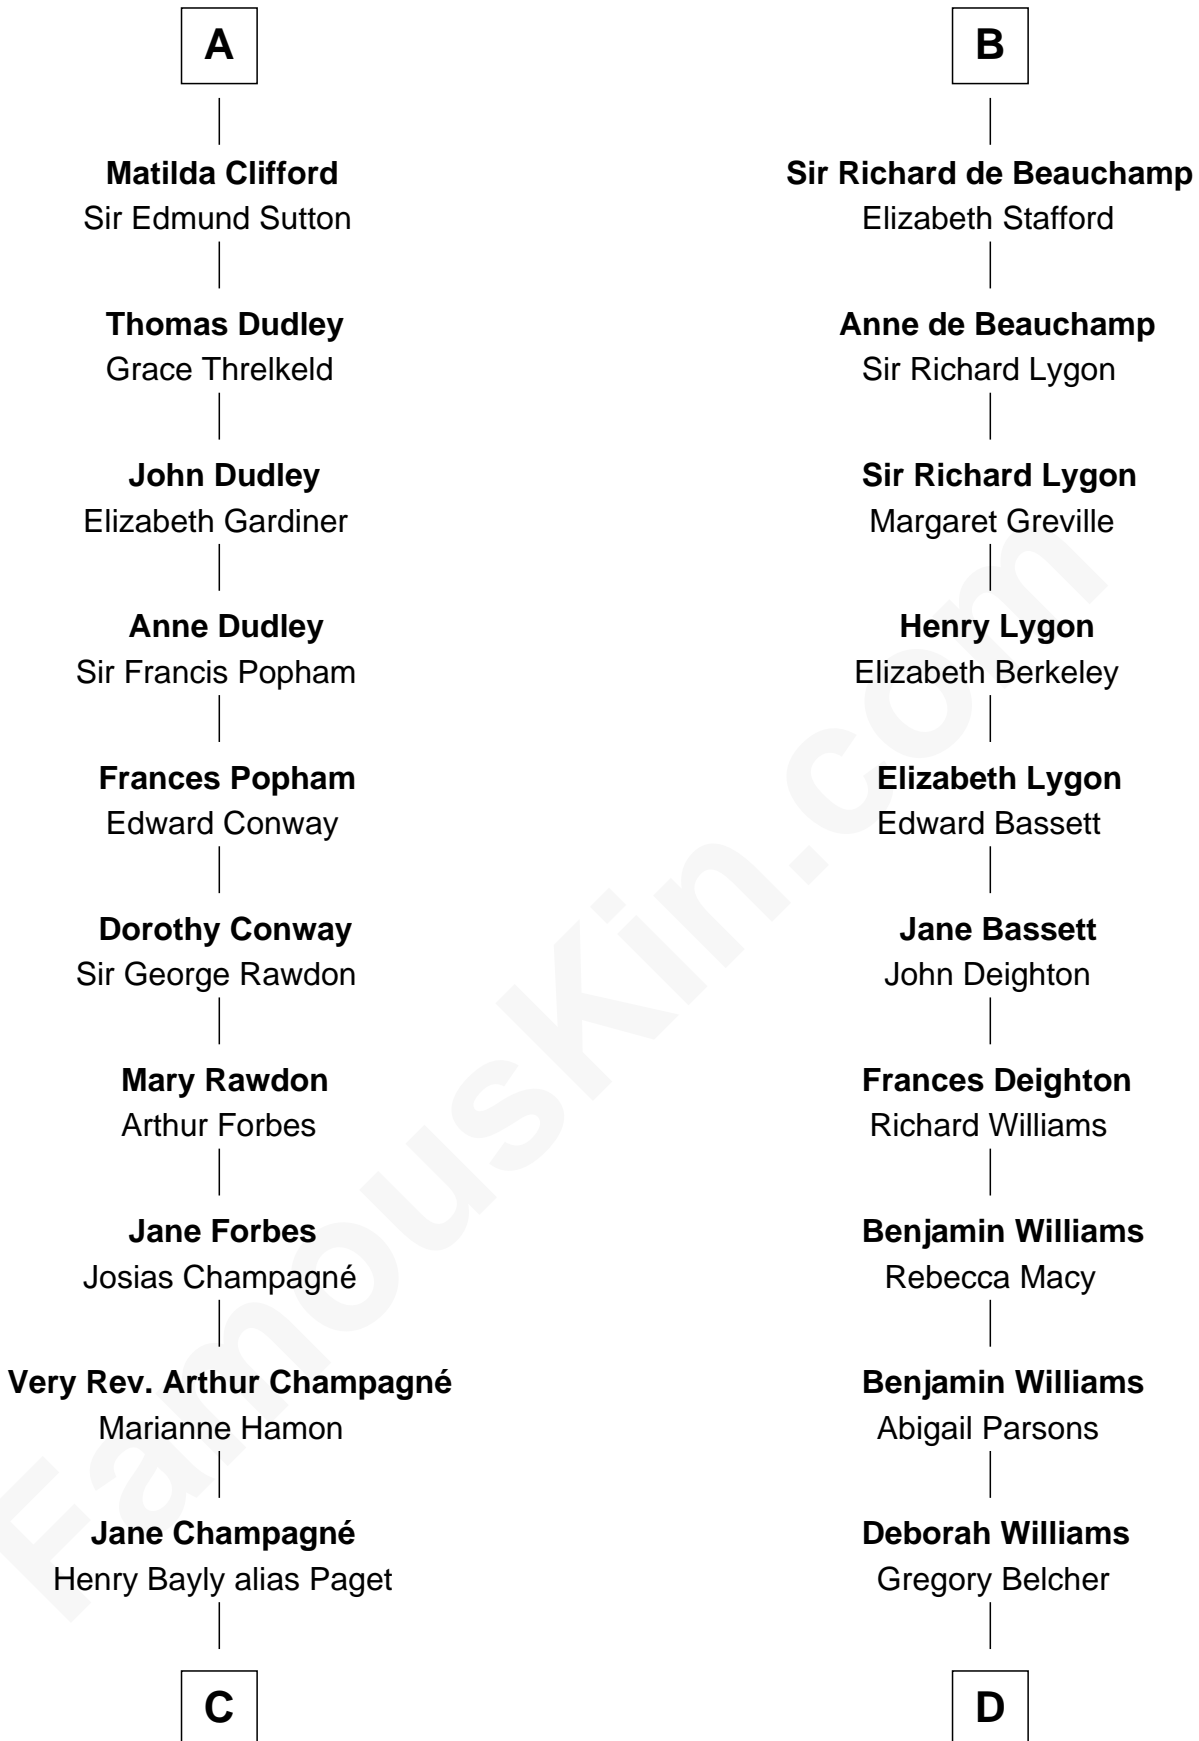 A
Matilda Clifford
Sir Edmund Sutton
Thomas Dudley
Grace Threlkeld
John Dudley
Elizabeth Gardiner
Anne Dudley
Sir Francis Popham
Frances Popham
Edward Conway
Dorothy Conway
Sir George Rawdon
Mary Rawdon
Arthur Forbes
Jane Forbes
Josias Champagné
Very Rev. Arthur Champagné
Marianne Hamon
Jane Champagné
Henry Bayly alias Paget
C
B
Sir Richard de Beauchamp
Elizabeth Stafford
Anne de Beauchamp
Sir Richard Lygon
Sir Richard Lygon
Margaret Greville
Henry Lygon
Elizabeth Berkeley
Elizabeth Lygon
Edward Bassett
Jane Bassett
John Deighton
Frances Deighton
Richard Williams
Benjamin Williams
Rebecca Macy
Benjamin Williams
Abigail Parsons
Deborah Williams
Gregory Belcher
D
FamousKin.com